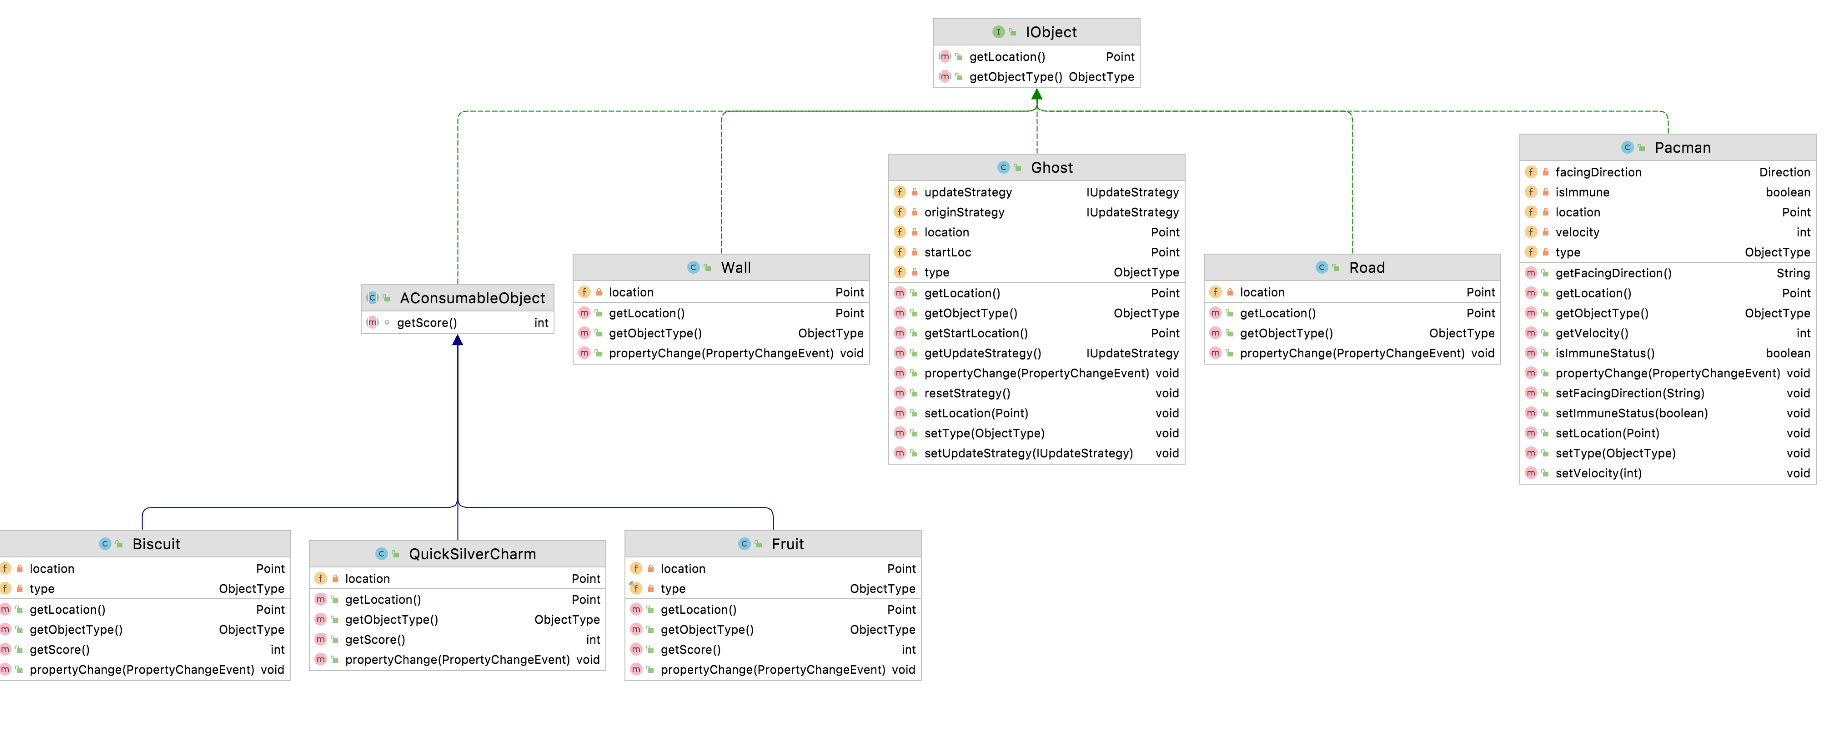 IObject
getLocation() Point
getObjectType() ObjectType
Pacman
facingDirection Direction
isImmune boolean
location Point
velocity int
type ObjectType
getFacingDirection() String
getLocation() Point
getObjectType() ObjectType
getVelocity() int
isImmuneStatus() boolean
propertyChange(PropertyChangeEvent) void
setFacingDirection(String) void
setImmuneStatus(boolean) void
setLocation(Point) void
setType(ObjectType) void
setVelocity(int) void
Ghost
updateStrategy IUpdateStrategy
originStrategy IUpdateStrategy
location Point
startLoc Point
type ObjectType
getLocation() Point
getObjectType() ObjectType
getStartLocation() Point
getUpdateStrategy() IUpdateStrategy
propertyChange(PropertyChangeEvent) void
resetStrategy() void
setLocation(Point) void
setType(ObjectType) void
setUpdateStrategy(IUpdateStrategy) void
Wall
location Point
getLocation() Point
getObjectType() ObjectType
propertyChange(PropertyChangeEvent) void
Road
location Point
getLocation() Point
getObjectType() ObjectType
propertyChange(PropertyChangeEvent) void
AConsumableObject
getScore() int
Biscuit
location Point
type ObjectType
getLocation() Point
getObjectType() ObjectType
getScore() int
propertyChange(PropertyChangeEvent) void
QuickSilverCharm
location Point
getLocation() Point
getObjectType() ObjectType
getScore() int
propertyChange(PropertyChangeEvent) void
Fruit
location Point
type ObjectType
getLocation() Point
getObjectType() ObjectType
getScore() int
propertyChange(PropertyChangeEvent) void